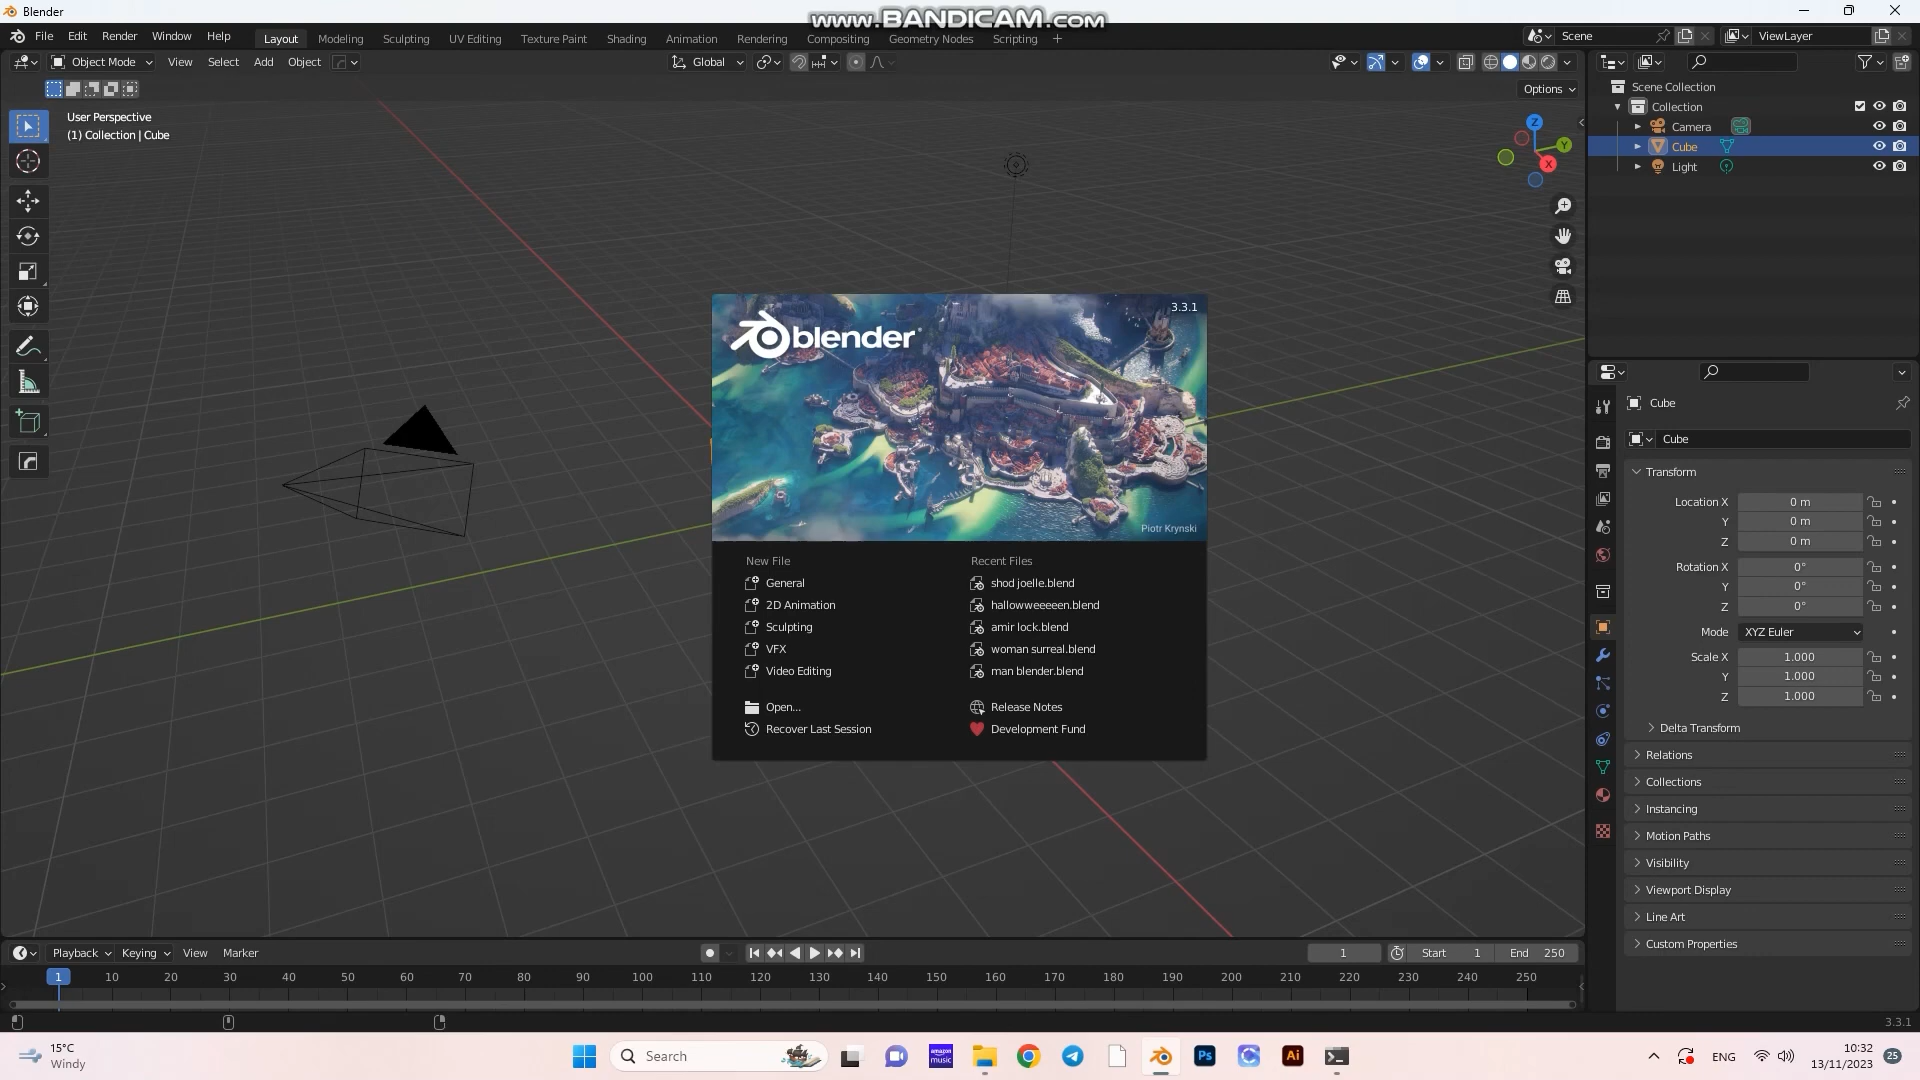 Blender
www.BANDICAM.com
File Edit Render Window Help
Layout Modeling Sculpting UV Editing Texture Paint Shading Animation Rendering Compositing Geometry Nodes Scripting +
Scene
ViewLayer
Object Mode View Select Add Object
Global
Options
User Perspective
(1) Collection | Cube
Z
Y
X
Scene Collection
Collection
Camera
Cube
Light
3.3.1
blender
Piotr Krynski
New File
General
2D Animation
Sculpting
VFX
Video Editing
Open...
Recover Last Session
Recent Files
shod joelle.blend
hallowweeeeen.blend
amir lock.blend
woman surreal.blend
man blender.blend
Release Notes
Development Fund
Cube
Cube
Transform
Location X 0 m
Y 0 m
Z 0 m
Rotation X 0°
Y 0°
Z 0°
Mode XYZ Euler
Scale X 1.000
Y 1.000
Z 1.000
Delta Transform
Relations
Collections
Instancing
Motion Paths
Visibility
Viewport Display
Line Art
Custom Properties
Playback Keying View Marker
1 Start 1 End 250
1 10 20 30 40 50 60 70 80 90 100 110 120 130 140 150 160 170 180 190 200 210 220 230 240 250
3.3.1
15°C
Windy
Search
amazon music
Ps
Ai
ENG
10:32
13/11/2023
25